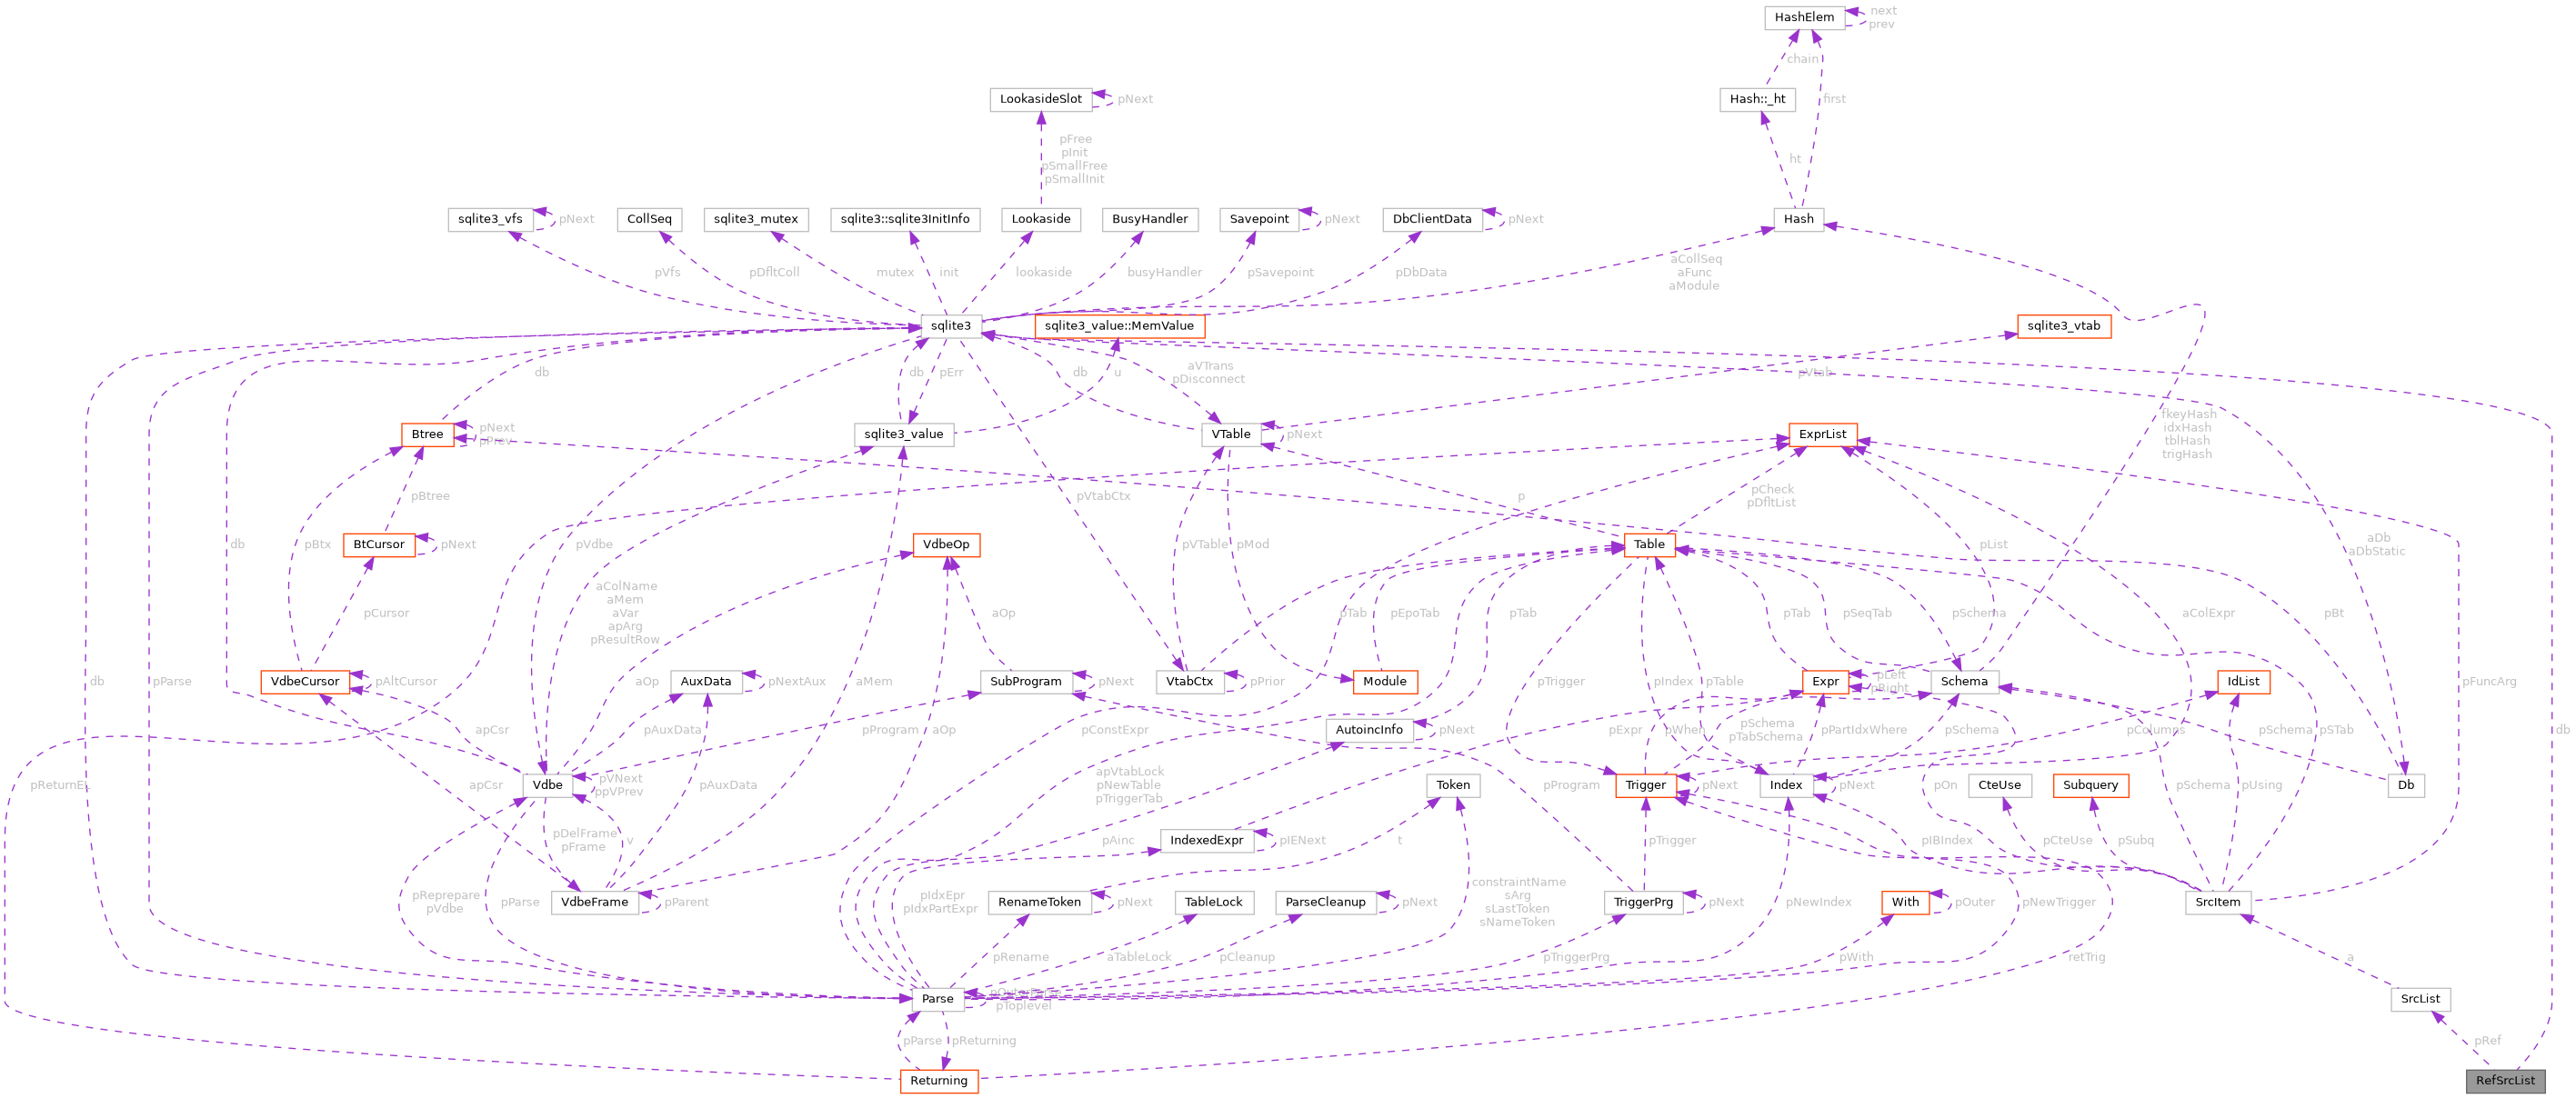 HashElem
next
prev
chain
LookasideSlot
pNext
Hash::_ht
first
pFree
pInit
pSmallFree
pSmallInit
ht
sqlite3_vfs
pNext
CollSeq
sqlite3_mutex
sqlite3::sqlite3InitInfo
Lookaside
BusyHandler
Savepoint
pNext
DbClientData
pNext
Hash
pVfs
pDfltColl
mutex
init
lookaside
busyHandler
pSavepoint
pDbData
aCollSeq
aFunc
aModule
sqlite3
sqlite3_value::MemValue
sqlite3_vtab
db
db
pErr
u
db
aVTrans
pDisconnect
pVtab
Btree
pNext
pPrev
sqlite3_value
VTable
pNext
ExprList
fkeyHash
idxHash
tblHash
trigHash
pBtree
pVtabCtx
p
pCheck
pDfltList
pBtx
BtCursor
pNext
db
pVdbe
VdbeOp
pVTable
pMod
Table
pList
aDb
aDbStatic
pCursor
aColName
aMem
aVar
apArg
pResultRow
aOp
pTab
pEpoTab
pTab
pTab
pSeqTab
pSchema
aColExpr
pBt
db
pParse
VdbeCursor
pAltCursor
aOp
AuxData
pNextAux
aMem
SubProgram
pNext
VtabCtx
pPrior
Module
pTrigger
pIndex
pTable
Expr
pLeft
pRight
Schema
IdList
pFuncArg
apCsr
pAuxData
pProgram
aOp
pConstExpr
AutoincInfo
pNext
pExpr
pWhen
pSchema
pTabSchema
pPartIdxWhere
pSchema
pColumns
pSchema
pSTab
db
pReturnEL
apCsr
Vdbe
pVNext
ppVPrev
pAuxData
apVtabLock
pNewTable
pTriggerTab
Token
pProgram
Trigger
pNext
Index
pNext
pOn
CteUse
Subquery
pSchema
pUsing
Db
pDelFrame
pFrame
v
pAinc
IndexedExpr
pIENext
t
pTrigger
pIBIndex
pCteUse
pSubq
pReprepare
pVdbe
pParse
VdbeFrame
pParent
pIdxEpr
pIdxPartExpr
RenameToken
pNext
TableLock
ParseCleanup
pNext
constraintName
sArg
sLastToken
sNameToken
TriggerPrg
pNext
pNewIndex
With
pOuter
pNewTrigger
SrcItem
pRename
aTableLock
pCleanup
pTriggerPrg
pWith
retTrig
a
Parse
pOuterParse
pToplevel
SrcList
pParse
pReturning
pRef
Returning
RefSrcList